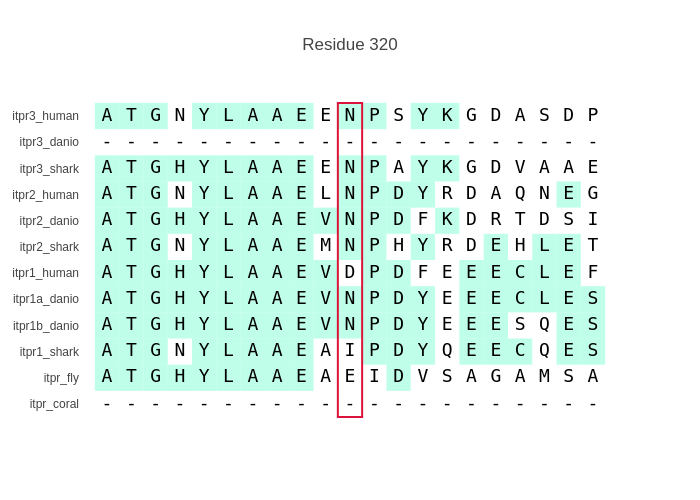 Residue 320
itpr3_human A T G N Y L A A E E N P S Y K G D A S D P
itpr3_danio - - - - - - - - - - - - - - - - - - - - -
itpr3_shark A T G H Y L A A E E N P A Y K G D V A A E
itpr2_human A T G N Y L A A E L N P D Y R D A Q N E G
itpr2_danio A T G H Y L A A E V N P D F K D R T D S I
itpr2_shark A T G N Y L A A E M N P H Y R D E H L E T
itpr1_human A T G H Y L A A E V D P D F E E E C L E F
itpr1a_danio A T G H Y L A A E V N P D Y E E E C L E S
itpr1b_danio A T G H Y L A A E V N P D Y E E E S Q E S
itpr1_shark A T G N Y L A A E A I P D Y Q E E C Q E S
itpr_fly A T G H Y L A A E A E I D V S A G A M S A
itpr_coral - - - - - - - - - - - - - - - - - - - - -